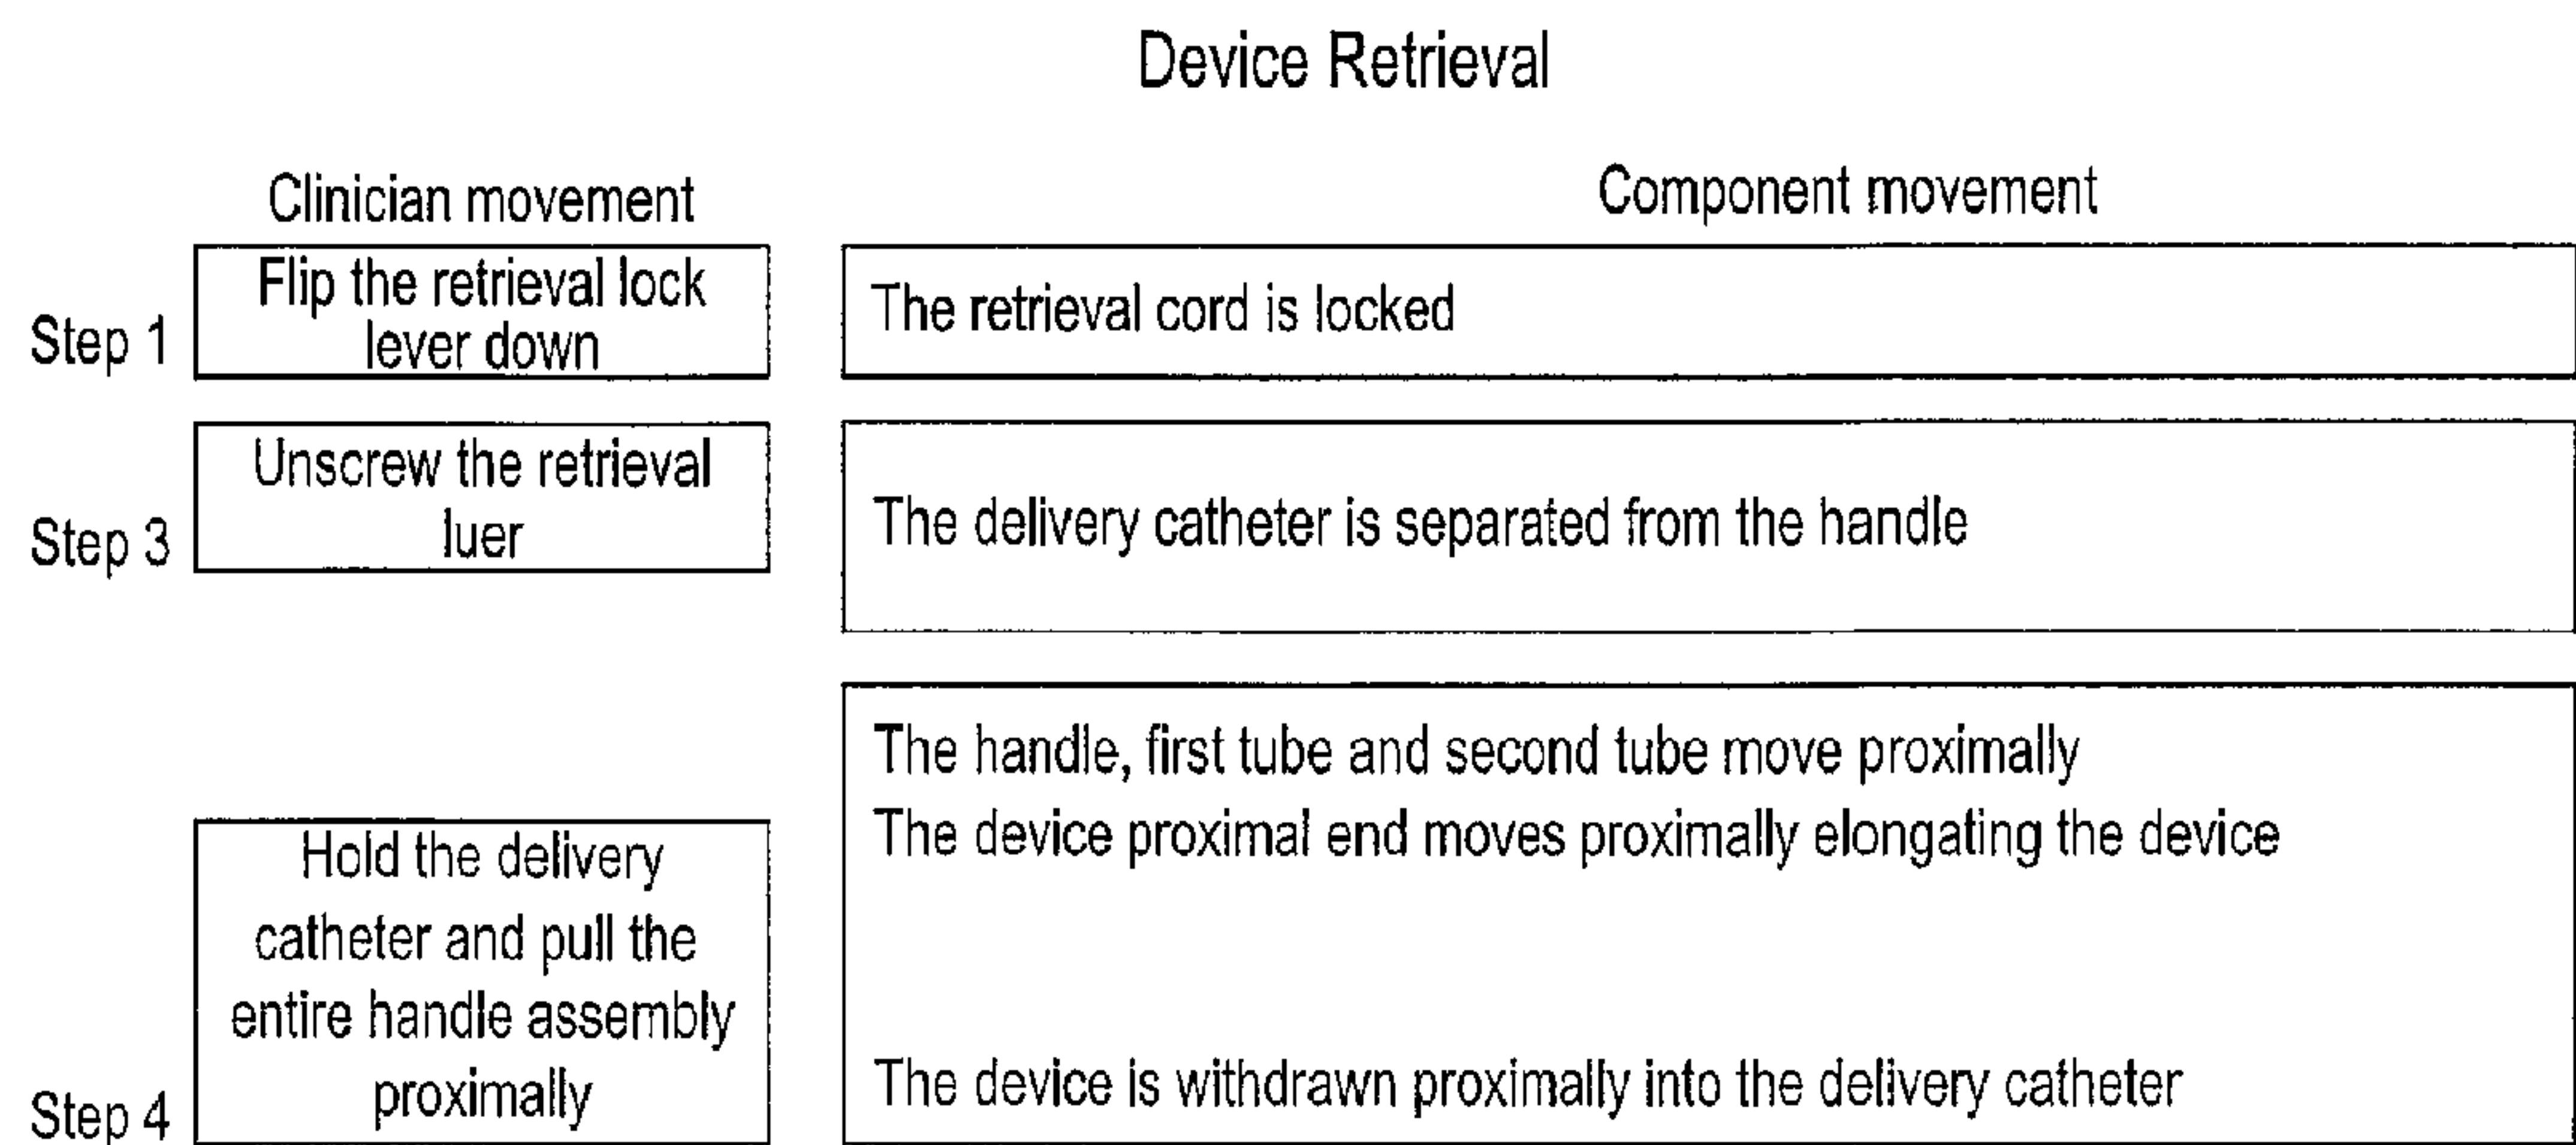 Device Retrieval
Clinician movement
Component movement
Step 1
Flip the retrieval lock
lever down
The retrieval cord is locked
Step 3
Unscrew the retrieval
luer
The delivery catheter is separated from the handle
Step 4
Hold the delivery
catheter and pull the
entire handle assembly
proximally
The handle, first tube and second tube move proximally
The device proximal end moves proximally elongating the device
The device is withdrawn proximally into the delivery catheter